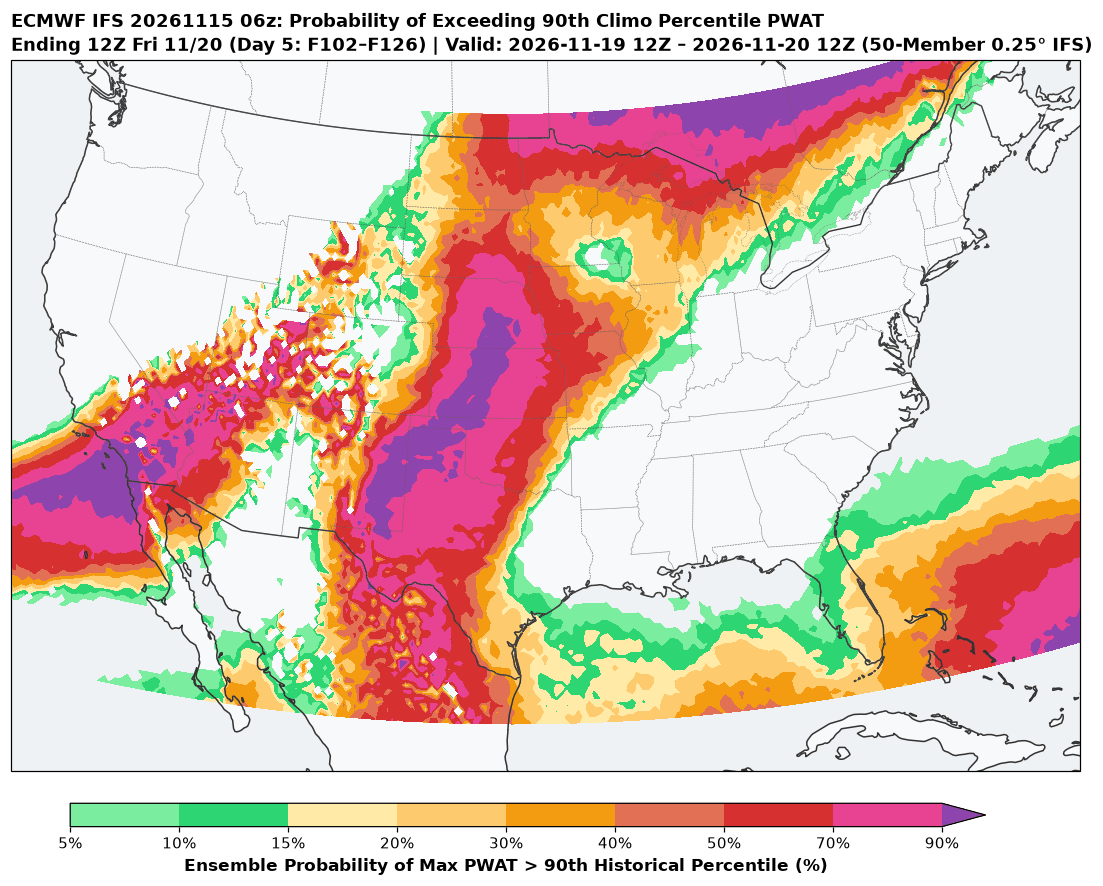 ECMWF IFS 20261115 06z: Probability of Exceeding 90th Climo Percentile PWAT
Ending 12Z Fri 11/20 (Day 5: F102–F126) | Valid: 2026-11-19 12Z – 2026-11-20 12Z (50-Member 0.25° IFS)
5% 10% 15% 20% 30% 40% 50% 70% 90%
Ensemble Probability of Max PWAT > 90th Historical Percentile (%)